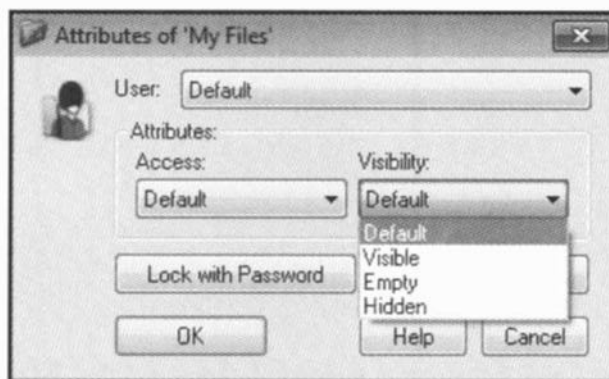 Attributes of 'My Files'
User: Default
Attributes:
Access: Visibility:
Default Default
Default
Visible
Lock with Password
Empty
Hidden
OK Help Cancel